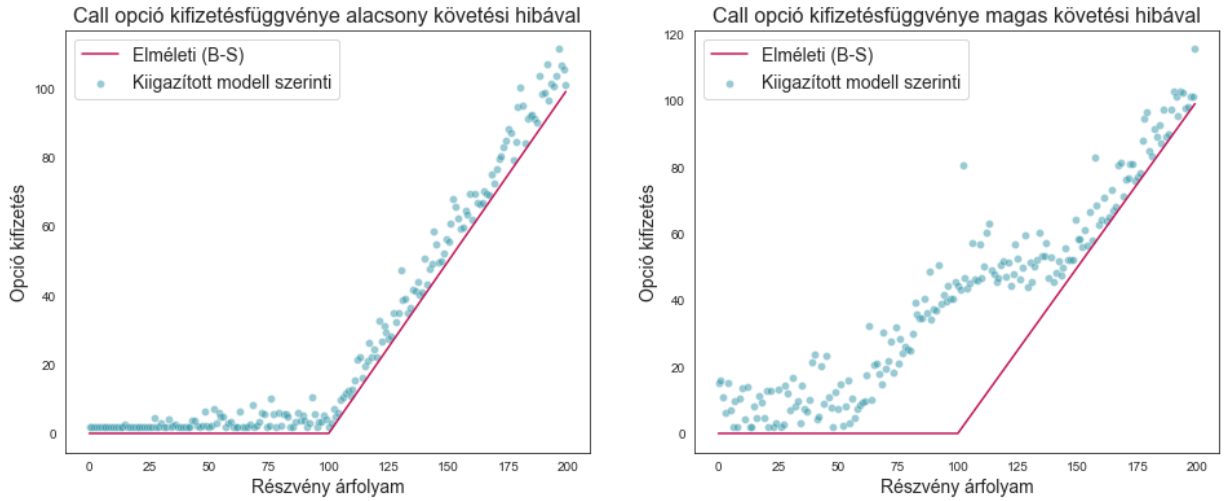 Call opció kifizetésfüggvénye alacsony követési hibával
Elméleti (B-S)
Kiigazított modell szerinti
Opció kifizetés
100
80
60
40
20
0
0 25 50 75 100 125 150 175 200
Részvény árfolyam
Call opció kifizetésfüggvénye magas követési hibával
Elméleti (B-S)
Kiigazított modell szerinti
Opció kifizetés
120
100
80
60
40
20
0
0 25 50 75 100 125 150 175 200
Részvény árfolyam